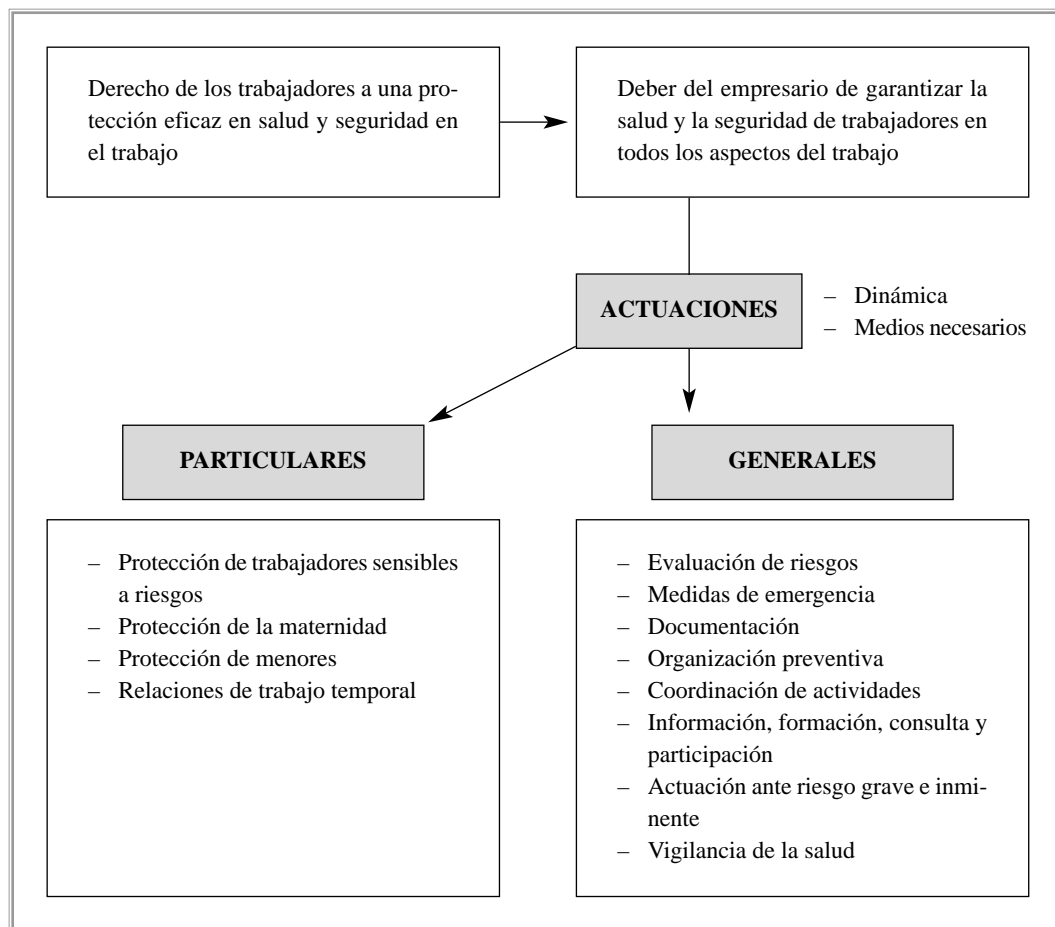 Derecho de los trabajadores a una pro-
tección eficaz en salud y seguridad en
el trabajo
Deber del empresario de garantizar la
salud y la seguridad de trabajadores en
todos los aspectos del trabajo
ACTUACIONES
– Dinámica
– Medios necesarios
PARTICULARES
GENERALES
– Protección de trabajadores sensibles
a riesgos
– Protección de la maternidad
– Protección de menores
– Relaciones de trabajo temporal
– Evaluación de riesgos
– Medidas de emergencia
– Documentación
– Organización preventiva
– Coordinación de actividades
– Información, formación, consulta y
participación
– Actuación ante riesgo grave e inmi-
nente
– Vigilancia de la salud